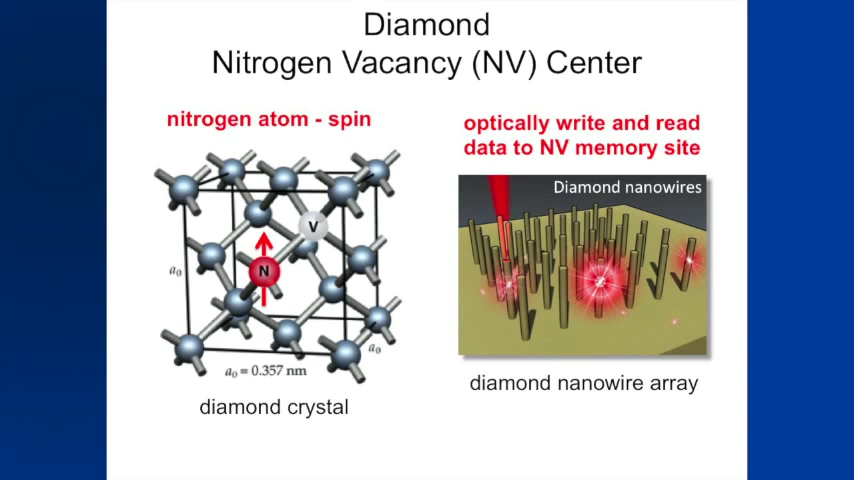 Diamond
Nitrogen Vacancy (NV) Center
nitrogen atom - spin
optically write and read
data to NV memory site
Diamond nanowires
V
N
a₀
a₀
a₀ = 0.357 nm
diamond crystal
diamond nanowire array